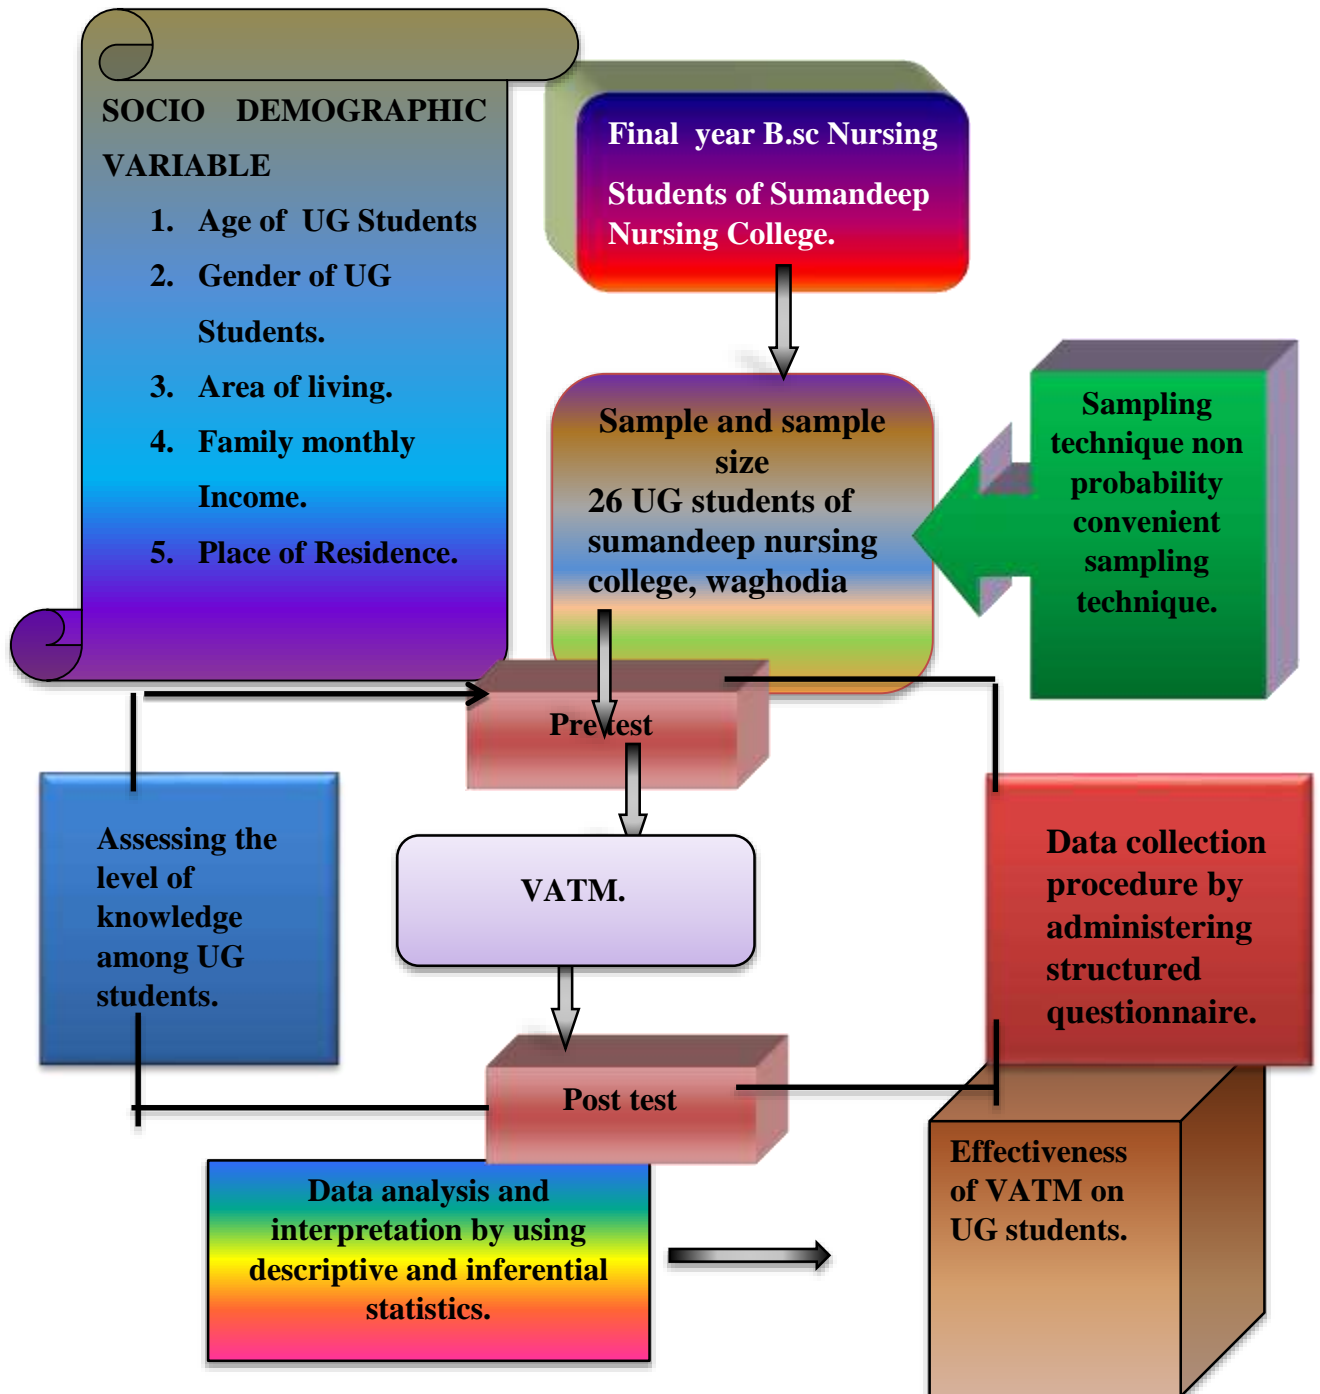 SOCIO DEMOGRAPHIC
VARIABLE
1. Age of UG Students
2. Gender of UG
Students.
3. Area of living.
4. Family monthly
Income.
5. Place of Residence.
Final year B.sc Nursing
Students of Sumandeep
Nursing College.
Sample and sample
size
26 UG students of
sumandeep nursing
college, waghodia
Sampling
technique non
probability
convenient
sampling
technique.
Pre test
Assessing the
level of
knowledge
among UG
students.
VATM.
Data collection
procedure by
administering
structured
questionnaire.
Post test
Data analysis and
interpretation by using
descriptive and inferential
statistics.
Effectiveness
of VATM on
UG students.